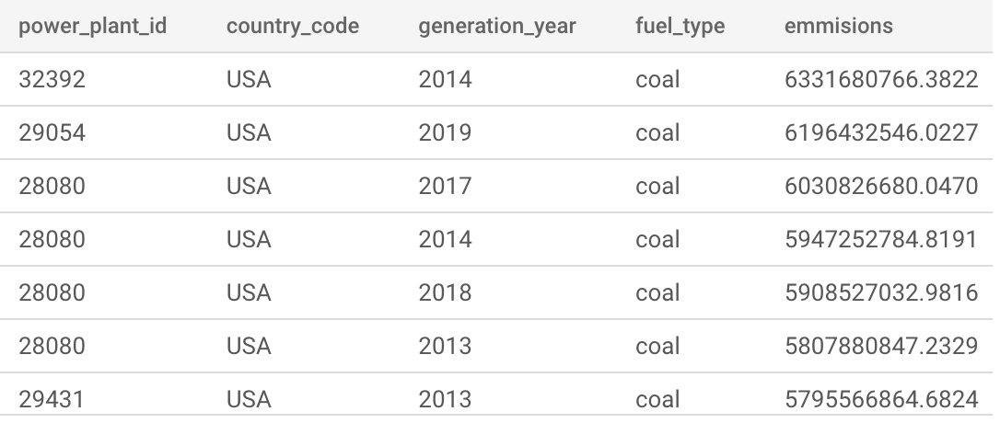 power_plant_id country_code generation_year fuel_type emmisions
32392 USA 2014 coal 6331680766.3822
29054 USA 2019 coal 6196432546.0227
28080 USA 2017 coal 6030826680.0470
28080 USA 2014 coal 5947252784.8191
28080 USA 2018 coal 5908527032.9816
28080 USA 2013 coal 5807880847.2329
29431 USA 2013 coal 5795566864.6824